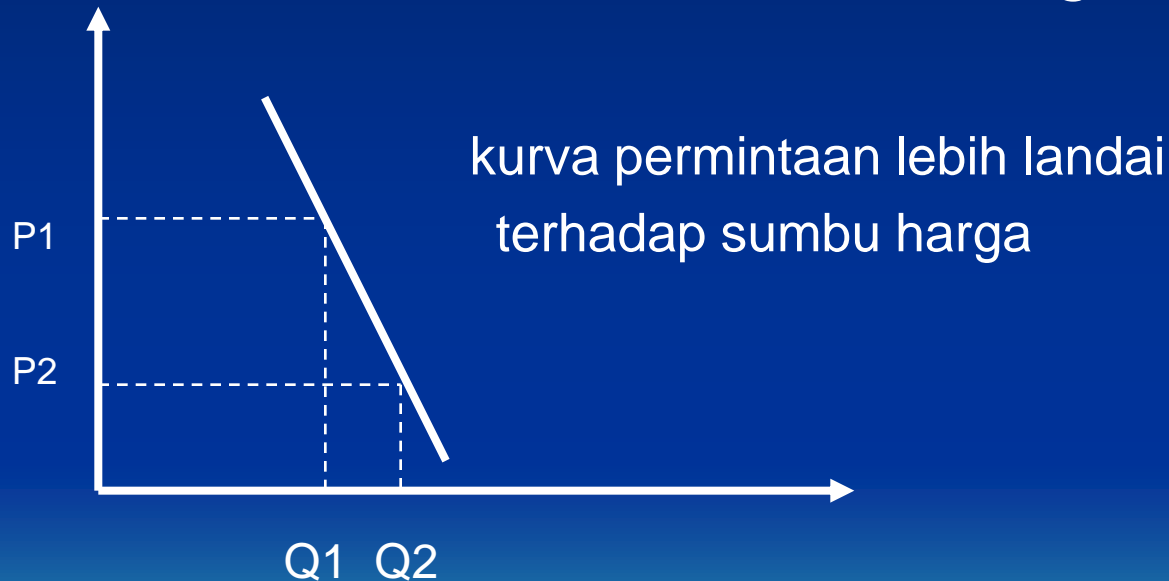 kurva permintaan lebih landai
terhadap sumbu harga
P1
P2
Q1 Q2